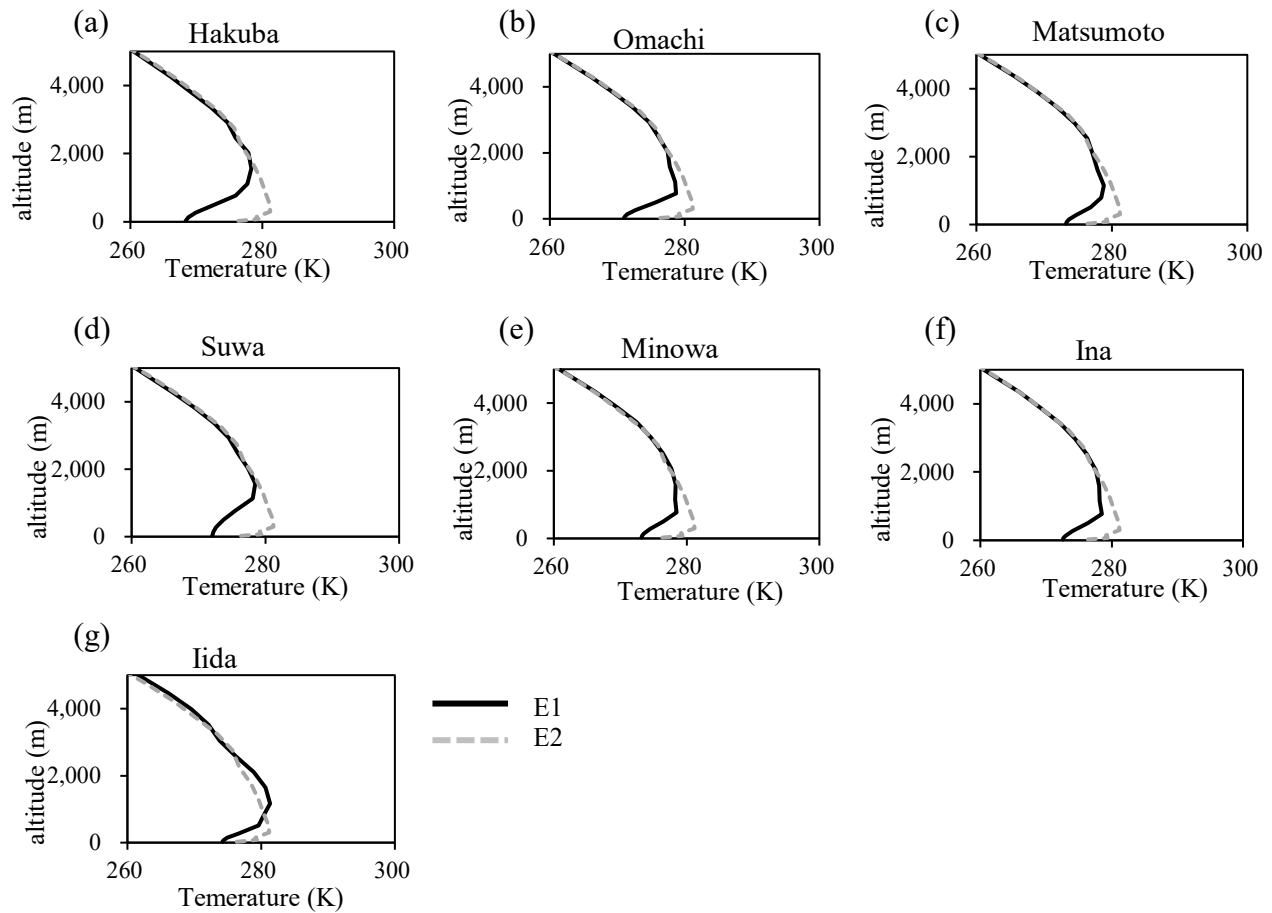 (a)
Hakuba
altitude (m)
4,000
2,000
0
260
280
300
Temerature (K)
(b)
Omachi
altitude (m)
4,000
2,000
0
260
280
300
Temerature (K)
(c)
Matsumoto
altitude (m)
4,000
2,000
0
260
280
300
Temerature (K)
(d)
Suwa
altitude (m)
4,000
2,000
0
260
280
300
Temerature (K)
(e)
Minowa
altitude (m)
4,000
2,000
0
260
280
300
Temerature (K)
(f)
Ina
altitude (m)
4,000
2,000
0
260
280
300
Temerature (K)
(g)
Iida
altitude (m)
4,000
2,000
0
260
280
300
Temerature (K)
E1
E2